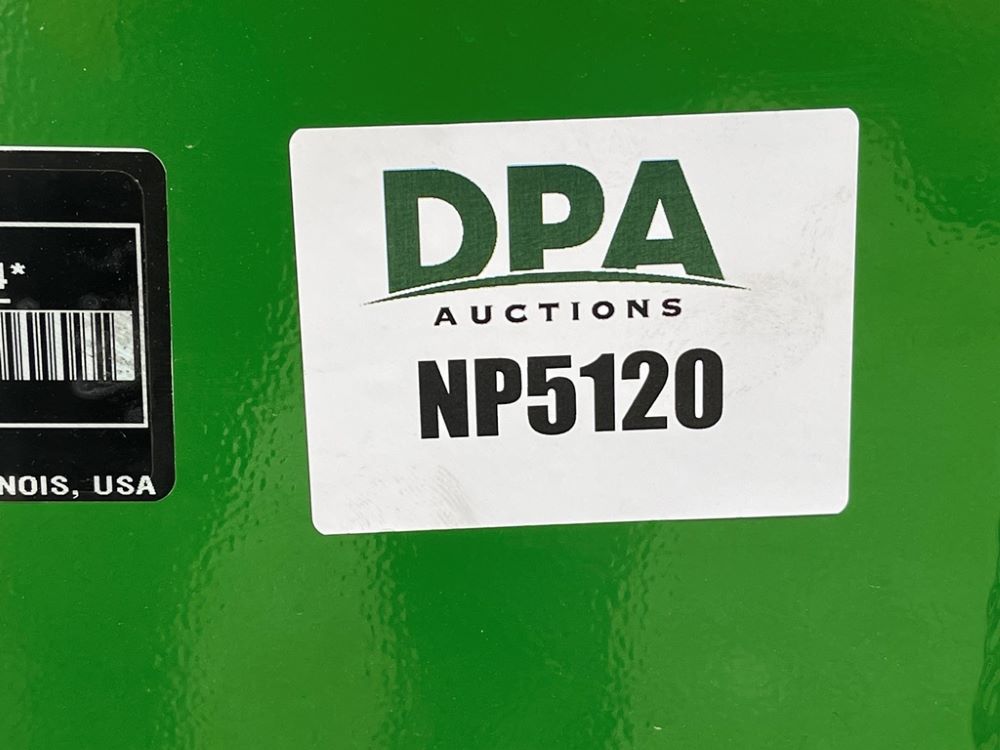 4*
NOIS, USA
DPA
AUCTIONS
NP5120